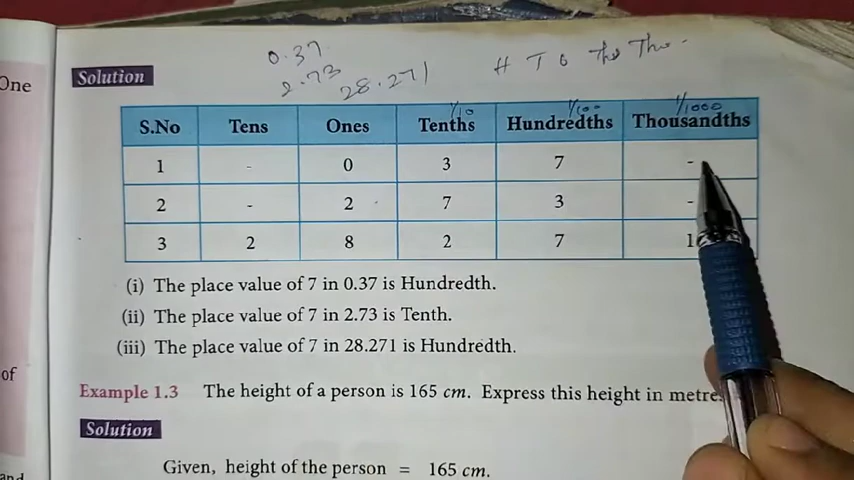 One
0.37
2.73
28.271
H T O
Solution
1/10 1/100 1/1000
S.No Tens Ones Tenths Hundredths Thousandths
1 - 0 3 7 -
2 - 2 7 3 -
3 2 8 2 7 1
(i) The place value of 7 in 0.37 is Hundredth.
(ii) The place value of 7 in 2.73 is Tenth.
(iii) The place value of 7 in 28.271 is Hundredth.
of
Example 1.3 The height of a person is 165 cm. Express this height in metre
Solution
and
Given, height of the person = 165 cm.